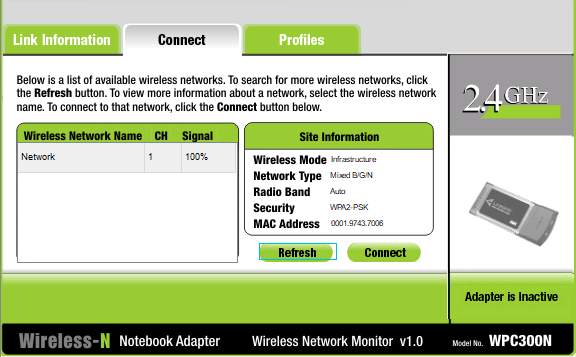 Link Information
Connect
Profiles
Below is a list of available wireless networks. To search for more wireless networks, click
the Refresh button. To view more information about a network, select the wireless network
name. To connect to that network, click the Connect button below.
2.4GHz
Wireless Network Name CH Signal
Network 1 100%
Site Information
Wireless Mode Infrastructure
Network Type Mixed B/G/N
Radio Band Auto
Security WPA2-PSK
MAC Address 0001.9743.7006
Refresh
Connect
Adapter is Inactive
Wireless-N Notebook Adapter Wireless Network Monitor v1.0 Model No. WPC300N